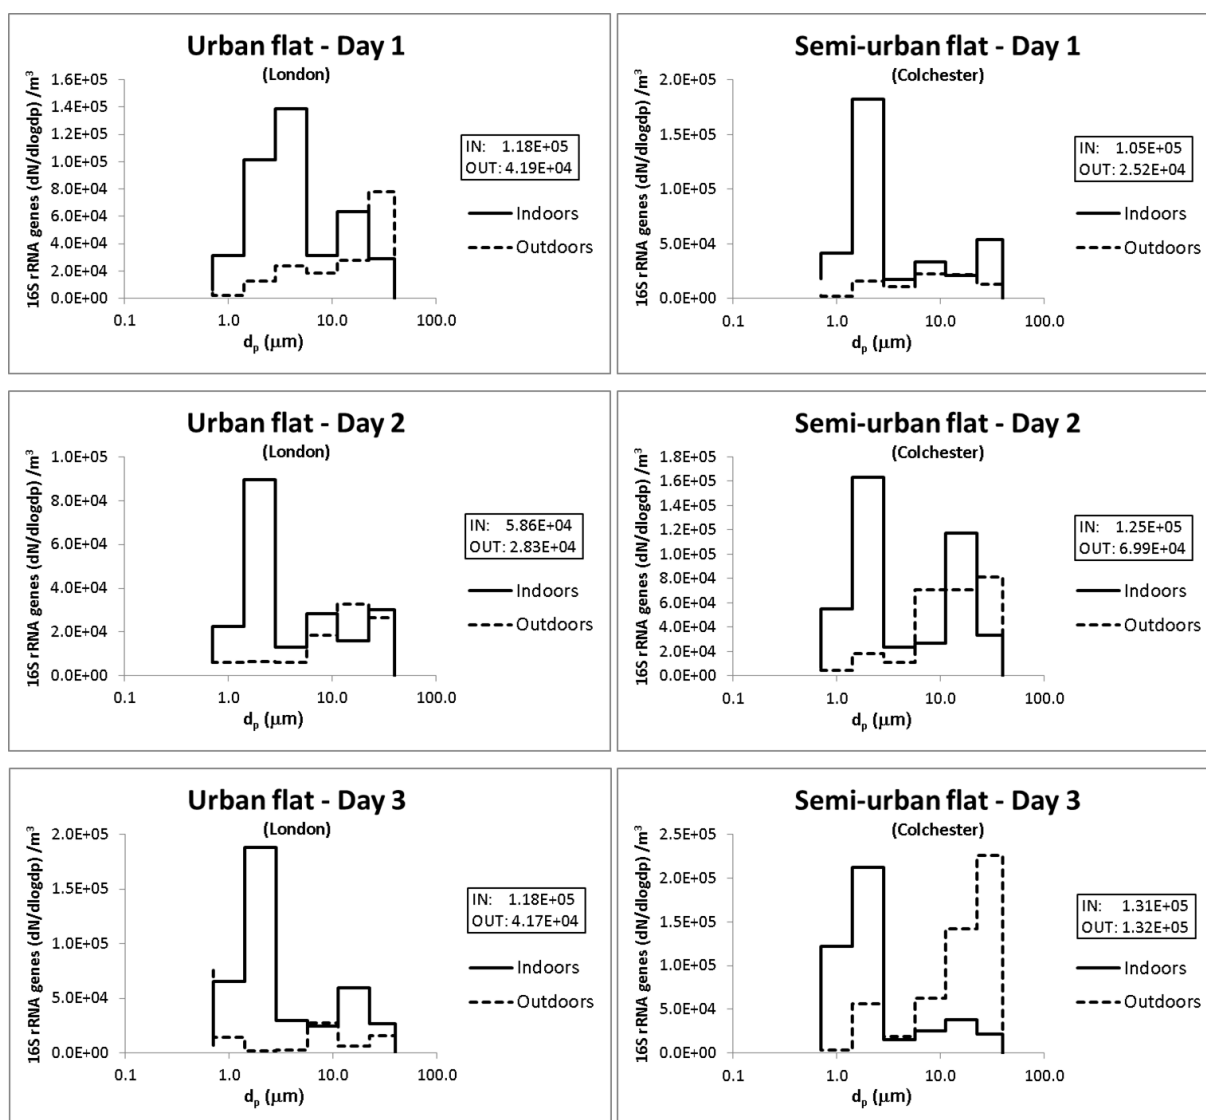 Urban flat - Day 1
(London)
16S rRNA genes (dN/dlogdp) /m³
1.6E+05
1.4E+05
1.2E+05
1.0E+05
8.0E+04
6.0E+04
4.0E+04
2.0E+04
0.0E+00
0.1
1.0
10.0
100.0
dₚ (μm)
IN: 1.18E+05
OUT: 4.19E+04
Indoors
Outdoors
Semi-urban flat - Day 1
(Colchester)
16S rRNA genes (dN/dlogdp) /m³
2.0E+05
1.5E+05
1.0E+05
5.0E+04
0.0E+00
0.1
1.0
10.0
100.0
dₚ (μm)
IN: 1.05E+05
OUT: 2.52E+04
Indoors
Outdoors
Urban flat - Day 2
(London)
16S rRNA genes (dN/dlogdp) /m³
1.0E+05
8.0E+04
6.0E+04
4.0E+04
2.0E+04
0.0E+00
0.1
1.0
10.0
100.0
dₚ (μm)
IN: 5.86E+04
OUT: 2.83E+04
Indoors
Outdoors
Semi-urban flat - Day 2
(Colchester)
16S rRNA genes (dN/dlogdp) /m³
1.8E+05
1.6E+05
1.4E+05
1.2E+05
1.0E+05
8.0E+04
6.0E+04
4.0E+04
2.0E+04
0.0E+00
0.1
1.0
10.0
100.0
dₚ (μm)
IN: 1.25E+05
OUT: 6.99E+04
Indoors
Outdoors
Urban flat - Day 3
(London)
16S rRNA genes (dN/dlogdp) /m³
2.0E+05
1.5E+05
1.0E+05
5.0E+04
0.0E+00
0.1
1.0
10.0
100.0
dₚ (μm)
IN: 1.18E+05
OUT: 4.17E+04
Indoors
Outdoors
Semi-urban flat - Day 3
(Colchester)
16S rRNA genes (dN/dlogdp) /m³
2.5E+05
2.0E+05
1.5E+05
1.0E+05
5.0E+04
0.0E+00
0.1
1.0
10.0
100.0
dₚ (μm)
IN: 1.31E+05
OUT: 1.32E+05
Indoors
Outdoors